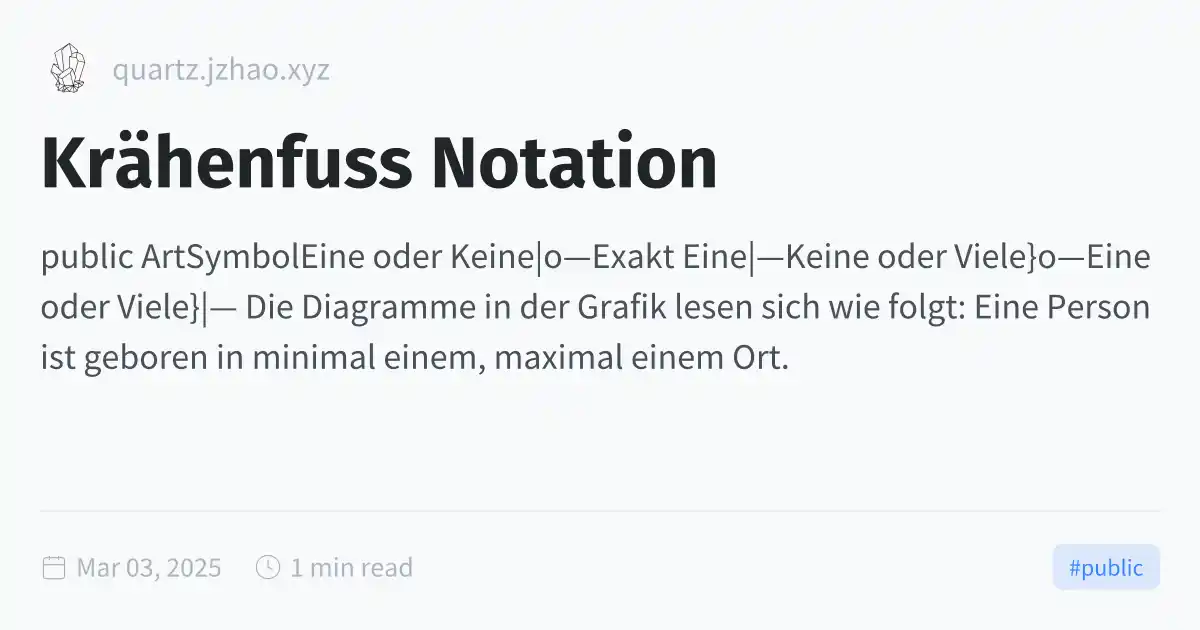 quartz.jzhao.xyz
Krähenfuss Notation
public ArtSymbolEine oder Keine|o—Exakt Eine|—Keine oder Viele}o—Eine
oder Viele}|— Die Diagramme in der Grafik lesen sich wie folgt: Eine Person
ist geboren in minimal einem, maximal einem Ort.
Mar 03, 2025 1 min read
#public